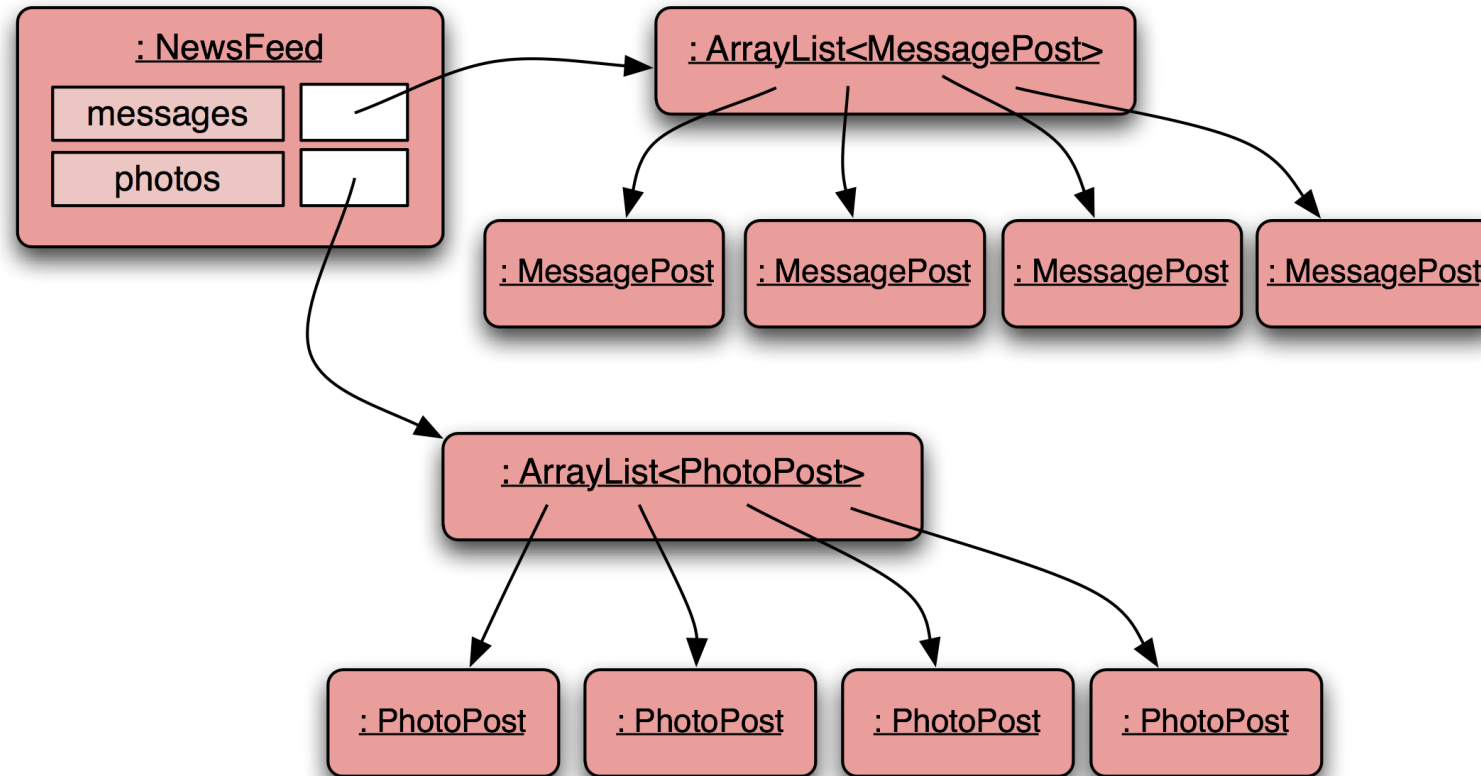 : NewsFeed
messages
photos
: ArrayList<MessagePost>
: MessagePost
: MessagePost
: MessagePost
: MessagePost
: ArrayList<PhotoPost>
: PhotoPost
: PhotoPost
: PhotoPost
: PhotoPost